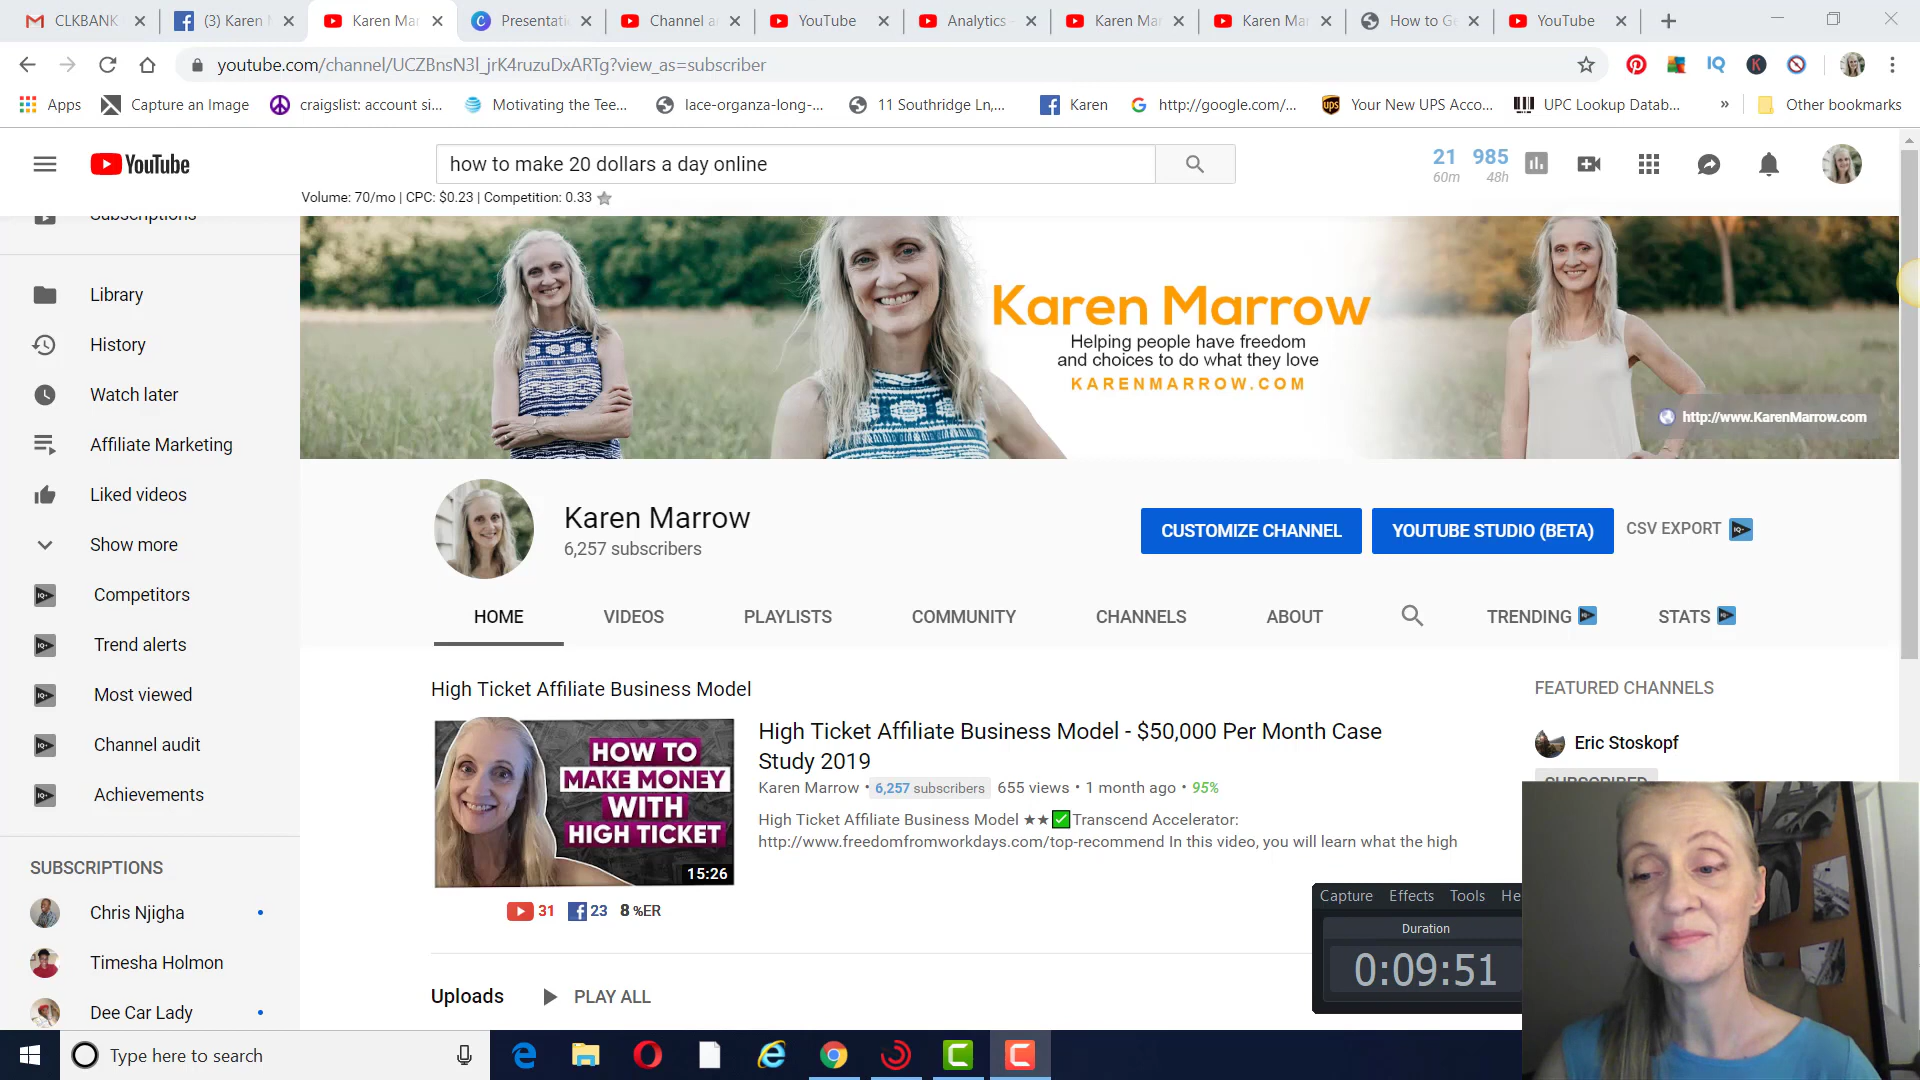 CLKBANK
(3) Karen
Karen Mar
Presentati
Channel a
YouTube
Analytics
Karen Mar
Karen Mar
How to Ge
YouTube
youtube.com/channel/UCZBnsN3l_jrK4ruzuDxARTg?view_as=subscriber
Apps
Capture an Image
craigslist: account si...
Motivating the Tee...
lace-organza-long-...
11 Southridge Ln,...
Karen
http://google.com/...
Your New UPS Acco...
UPC Lookup Datab...
»
Other bookmarks
YouTube
how to make 20 dollars a day online
21
60m
985
48h
Volume: 70/mo | CPC: $0.23 | Competition: 0.33
Subscriptions
Library
History
Watch later
Affiliate Marketing
Liked videos
Show more
Competitors
Trend alerts
Most viewed
Channel audit
Achievements
SUBSCRIPTIONS
Chris Njigha
Timesha Holmon
Dee Car Lady
Karen Marrow
Helping people have freedom
and choices to do what they love
KARENMARROW.COM
http://www.KarenMarrow.com
Karen Marrow
6,257 subscribers
CUSTOMIZE CHANNEL
YOUTUBE STUDIO (BETA)
CSV EXPORT
HOME
VIDEOS
PLAYLISTS
COMMUNITY
CHANNELS
ABOUT
TRENDING
STATS
High Ticket Affiliate Business Model
HOW TO
MAKE MONEY
WITH
HIGH TICKET
15:26
31
23
8 %ER
High Ticket Affiliate Business Model - $50,000 Per Month Case
Study 2019
Karen Marrow • 6,257 subscribers 655 views • 1 month ago • 95%
High Ticket Affiliate Business Model ★★✅ Transcend Accelerator:
http://www.freedomfromworkdays.com/top-recommend In this video, you will learn what the high
FEATURED CHANNELS
Eric Stoskopf
SUBSCRIBED
Uploads
PLAY ALL
Capture
Effects
Tools
He
Duration
0:09:51
Type here to search